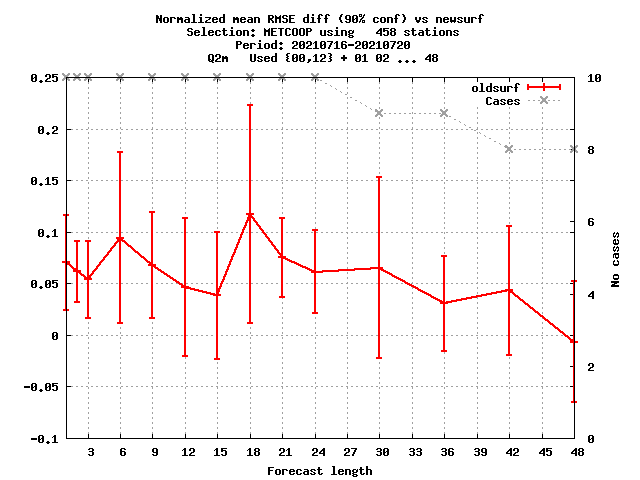 Normalized mean RMSE diff (90% conf) vs newsurf
Selection: METCOOP using   458 stations
Period: 20210716-20210720
Q2m   Used {00,12} + 01 02 ... 48
oldsurf
Cases
0.25
0.2
0.15
0.1
0.05
0
-0.05
-0.1
10
8
6
4
2
0
No cases
3 6 9 12 15 18 21 24 27 30 33 36 39 42 45 48
Forecast length